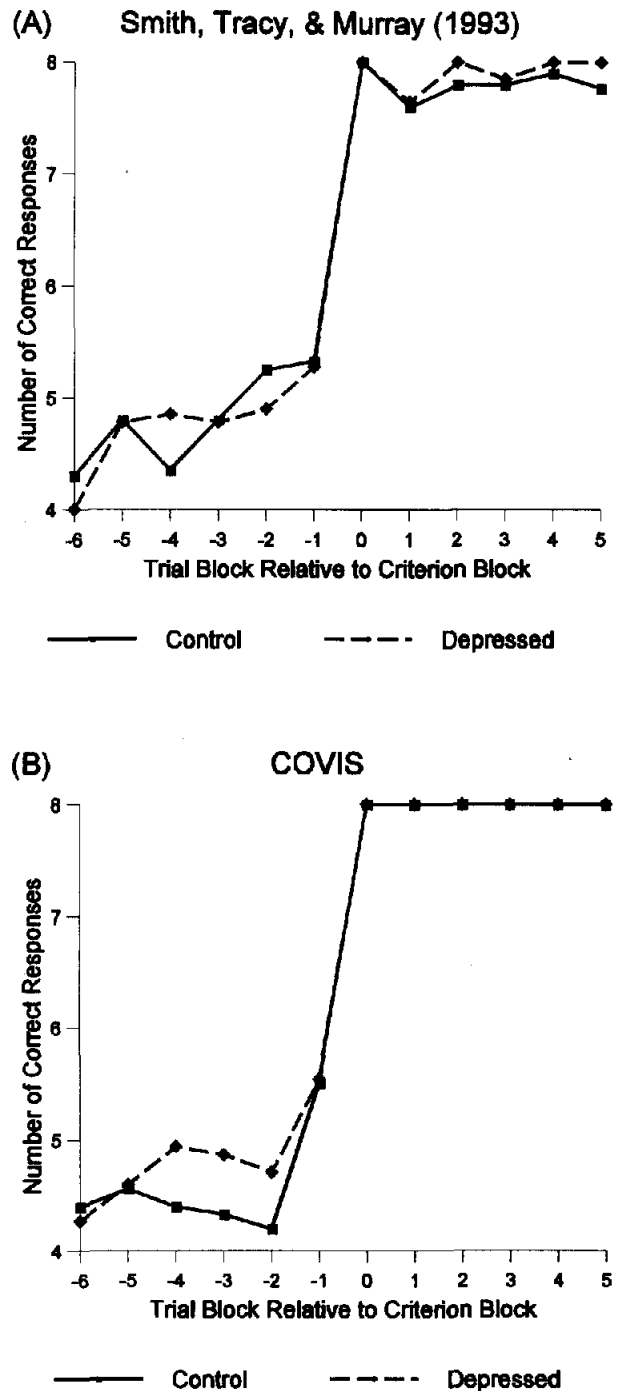 (A) Smith, Tracy, & Murray (1993)
8
7
6
5
4
Number of Correct Responses
-6 -5 -4 -3 -2 -1 0 1 2 3 4 5
Trial Block Relative to Criterion Block
Control Depressed
(B) COVIS
8
7
6
5
4
Number of Correct Responses
-6 -5 -4 -3 -2 -1 0 1 2 3 4 5
Trial Block Relative to Criterion Block
Control Depressed